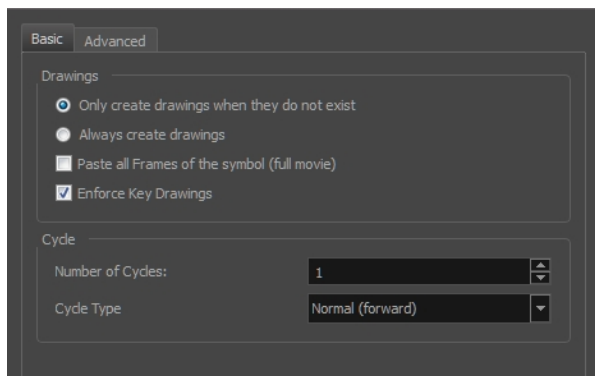 Basic Advanced
Drawings
Only create drawings when they do not exist
Always create drawings
Paste all Frames of the symbol (full movie)
Enforce Key Drawings
Cycle
Number of Cycles: 1
Cycle Type Normal (forward)